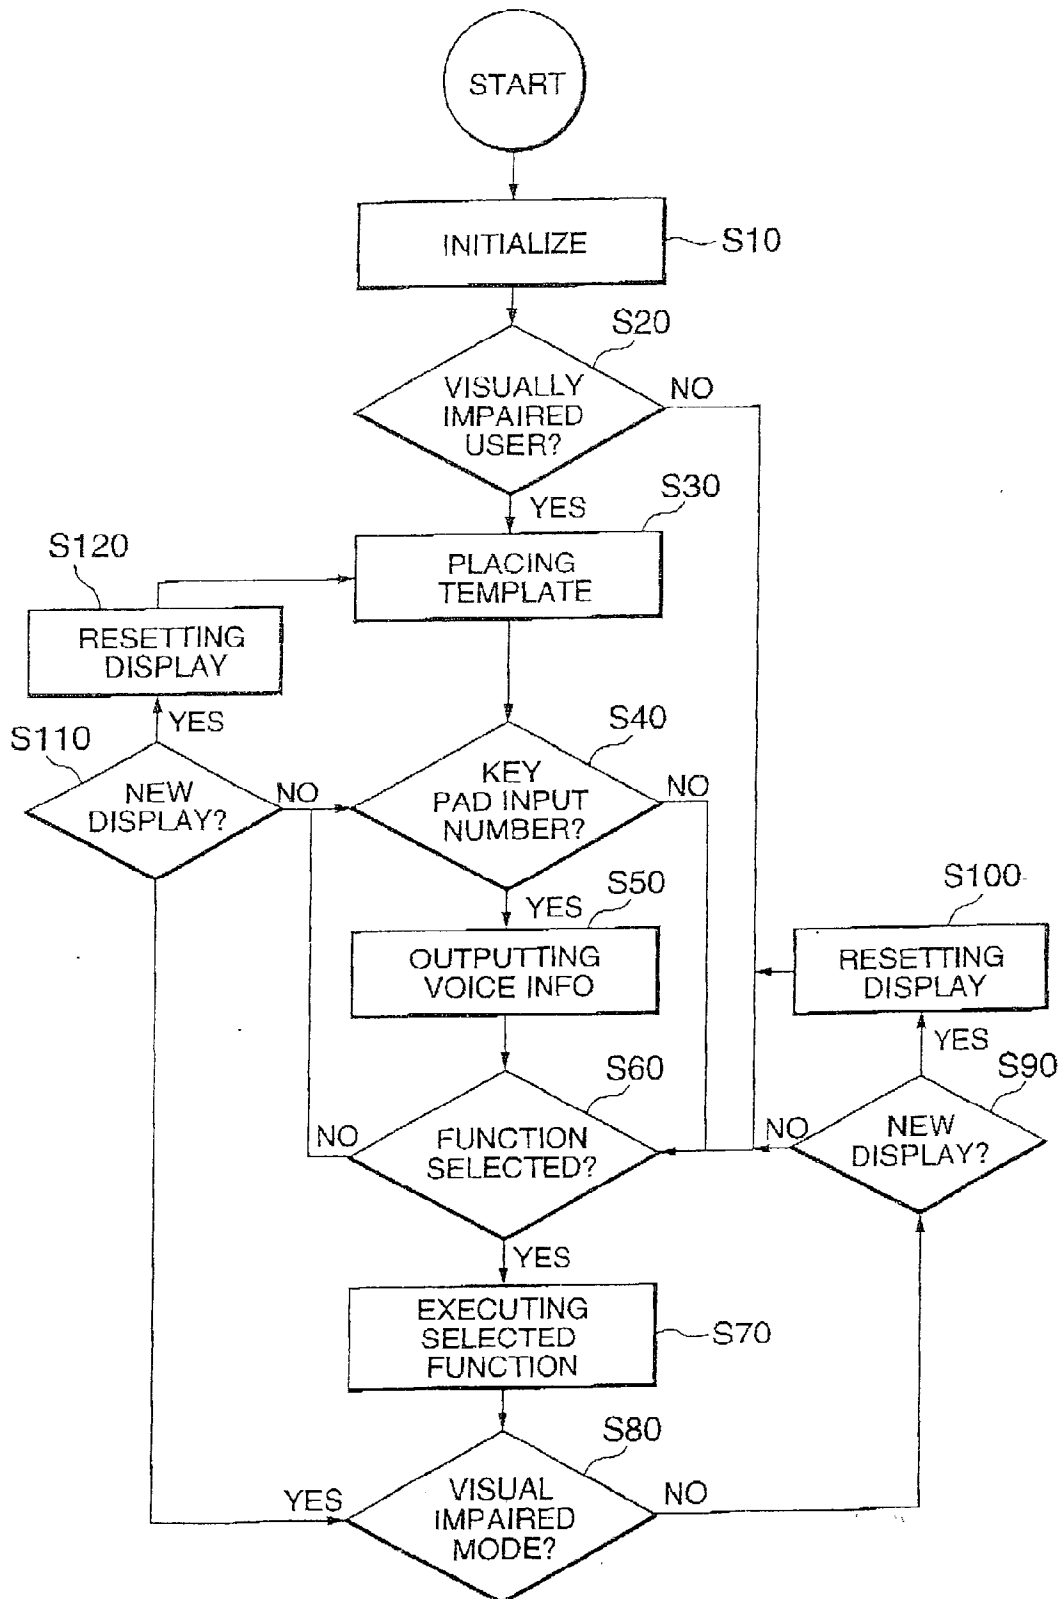 START
INITIALIZE
S10
S20
VISUALLY
IMPAIRED
USER?
NO
YES
S30
PLACING
TEMPLATE
S120
RESETTING
DISPLAY
YES
S110
NEW
DISPLAY?
NO
S40
KEY
PAD INPUT
NUMBER?
NO
YES
S50
OUTPUTTING
VOICE INFO
S100
RESETTING
DISPLAY
YES
S90
NEW
DISPLAY?
NO
S60
FUNCTION
SELECTED?
NO
YES
EXECUTING
SELECTED
FUNCTION
S70
S80
VISUAL
IMPAIRED
MODE?
YES
NO